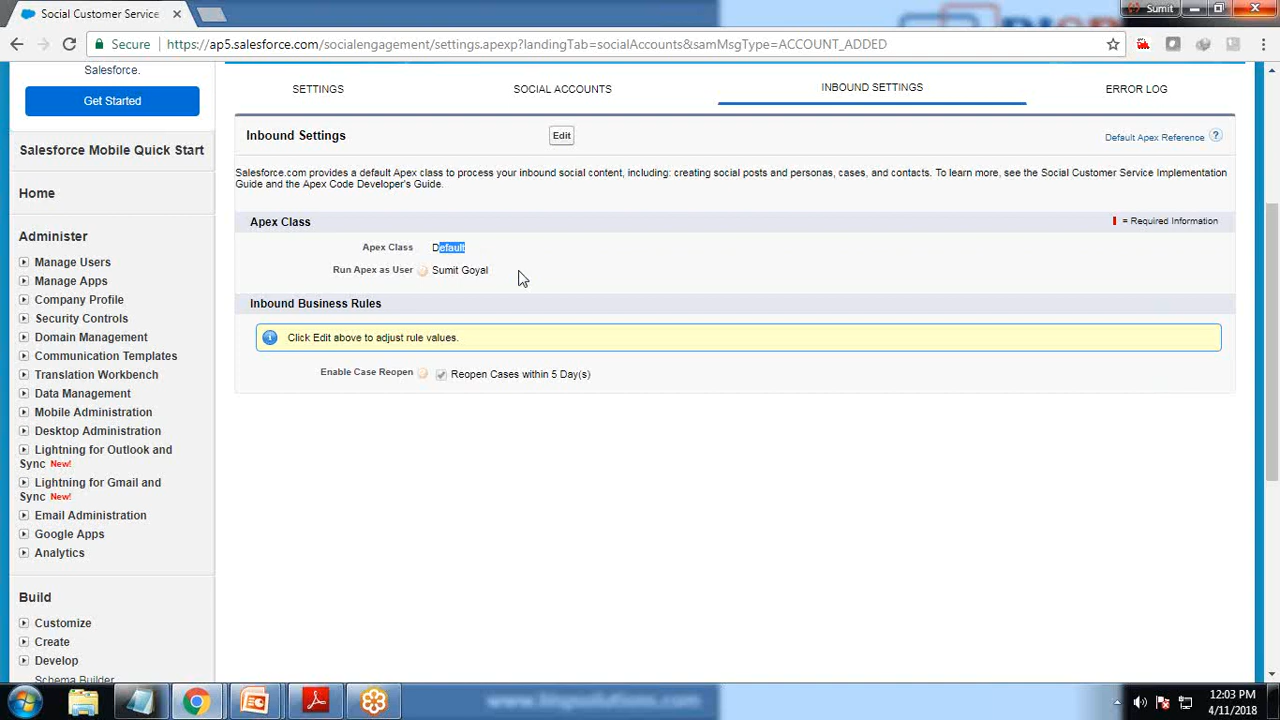 Social Customer Service
Sumit
Secure
https://ap5.salesforce.com/socialengagement/settings.apexp?landingTab=socialAccounts&samMsgType=ACCOUNT_ADDED
Salesforce.
Get Started
Salesforce Mobile Quick Start
Home
Administer
Manage Users
Manage Apps
Company Profile
Security Controls
Domain Management
Communication Templates
Translation Workbench
Data Management
Mobile Administration
Desktop Administration
Lightning for Outlook and
Sync New!
Lightning for Gmail and
Sync New!
Email Administration
Google Apps
Analytics
Build
Customize
Create
Develop
Schema Builder
SETTINGS
SOCIAL ACCOUNTS
INBOUND SETTINGS
ERROR LOG
Inbound Settings
Edit
Default Apex Reference ?
Salesforce.com provides a default Apex class to process your inbound social content, including: creating social posts and personas, cases, and contacts. To learn more, see the Social Customer Service Implementation
Guide and the Apex Code Developer's Guide.
Apex Class
= Required Information
Apex Class Default
Run Apex as User Sumit Goyal
Inbound Business Rules
Click Edit above to adjust rule values.
Enable Case Reopen Reopen Cases within 5 Day(s)
12:03 PM
4/11/2018